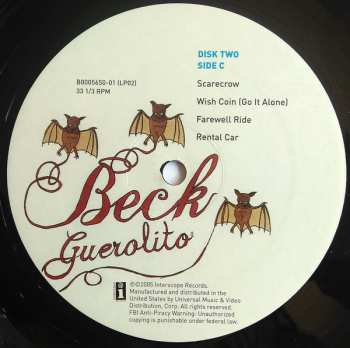 DISK TWO
SIDE C
B0005650-01 (LP02)
33 1/3 RPM
Scarecrow
Wish Coin (Go It Alone)
Farewell Ride
Rental Car
Beck
Guerolito
i
℗©2005 Interscope Records.
Manufactured and distributed in the
United States by Universal Music & Video
Distribution, Corp. All rights reserved.
FBI Anti-Piracy Warning: Unauthorized
copying is punishable under federal law.